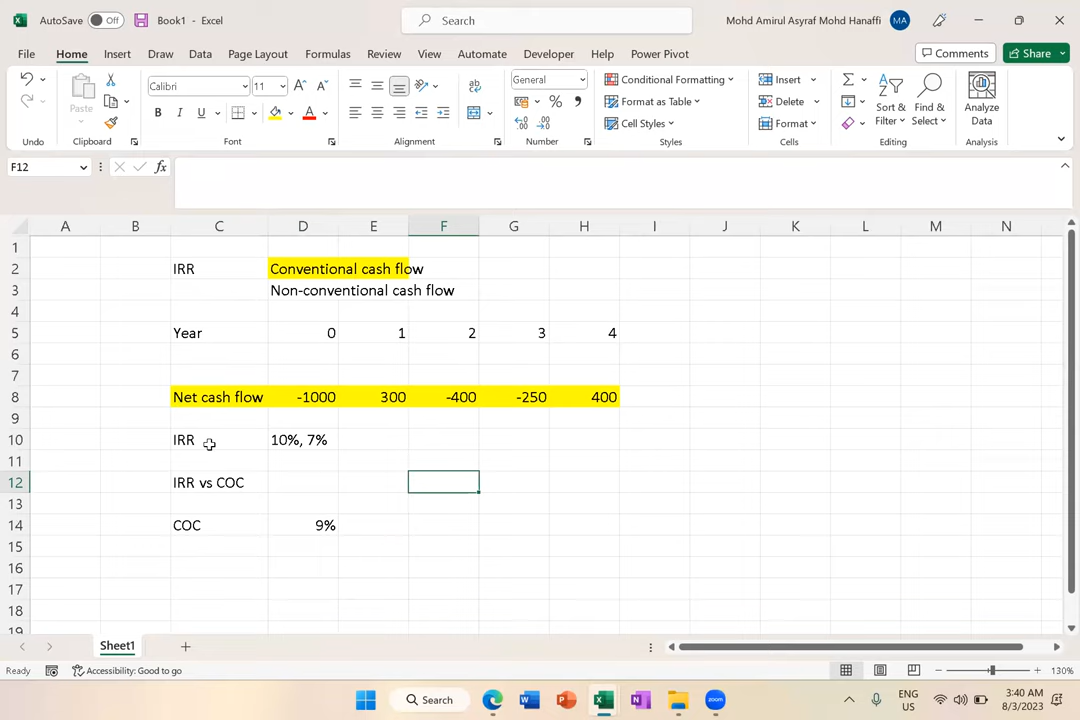 AutoSave Off Book1 - Excel Search Mohd Amirul Asyraf Mohd Hanaffi MA
File Home Insert Draw Data Page Layout Formulas Review View Automate Developer Help Power Pivot Comments Share
Calibri 11 General Conditional Formatting Insert
Paste Format as Table Delete Sort & Filter Find & Select Analyze Data
B I U A Cell Styles Format
Undo Clipboard Font Alignment Number Styles Cells Editing Analysis
F12 fx
A B C D E F G H I J K L M N
1
2 IRR Conventional cash flow
3 Non-conventional cash flow
4
5 Year 0 1 2 3 4
6
7
8 Net cash flow -1000 300 -400 -250 400
9
10 IRR 10%, 7%
11
12 IRR vs COC
13
14 COC 9%
15
16
17
18
19
Sheet1
Ready Accessibility: Good to go 130%
Search zoom ENG US 3:40 AM 8/3/2023